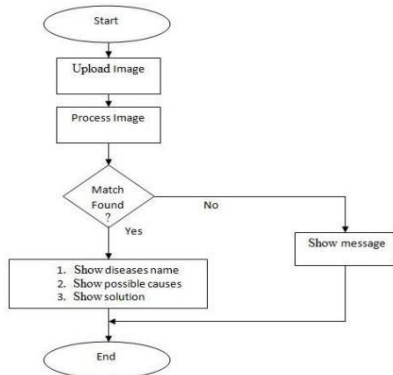 Start
Upload Image
Process Image
Match
Found
?
No
Yes
Show message
1. Show diseases name
2. Show possible causes
3. Show solution
End